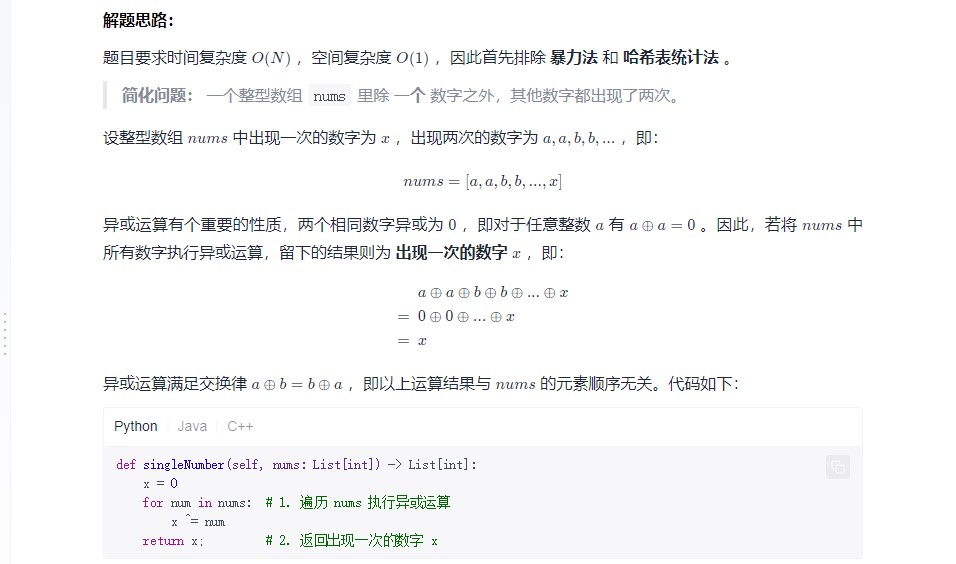 解题思路：
题目要求时间复杂度 O(N) ，空间复杂度 O(1) ，因此首先排除 暴力法 和 哈希表统计法 。
简化问题： 一个整型数组 nums 里除 一个 数字之外，其他数字都出现了两次。
设整型数组 nums 中出现一次的数字为 x ，出现两次的数字为 a, a, b, b, ... ，即：
nums = [a, a, b, b, ..., x]
异或运算有个重要的性质，两个相同数字异或为 0 ，即对于任意整数 a 有 a ⊕ a = 0 。因此，若将 nums 中
所有数字执行异或运算，留下的结果则为 出现一次的数字 x ，即：
a ⊕ a ⊕ b ⊕ b ⊕ ... ⊕ x
= 0 ⊕ 0 ⊕ ... ⊕ x
= x
异或运算满足交换律 a ⊕ b = b ⊕ a ，即以上运算结果与 nums 的元素顺序无关。代码如下：
Python Java C++
def singleNumber(self, nums: List[int]) -> List[int]:
x = 0
for num in nums: # 1. 遍历 nums 执行异或运算
x ^= num
return x; # 2. 返回出现一次的数字 x